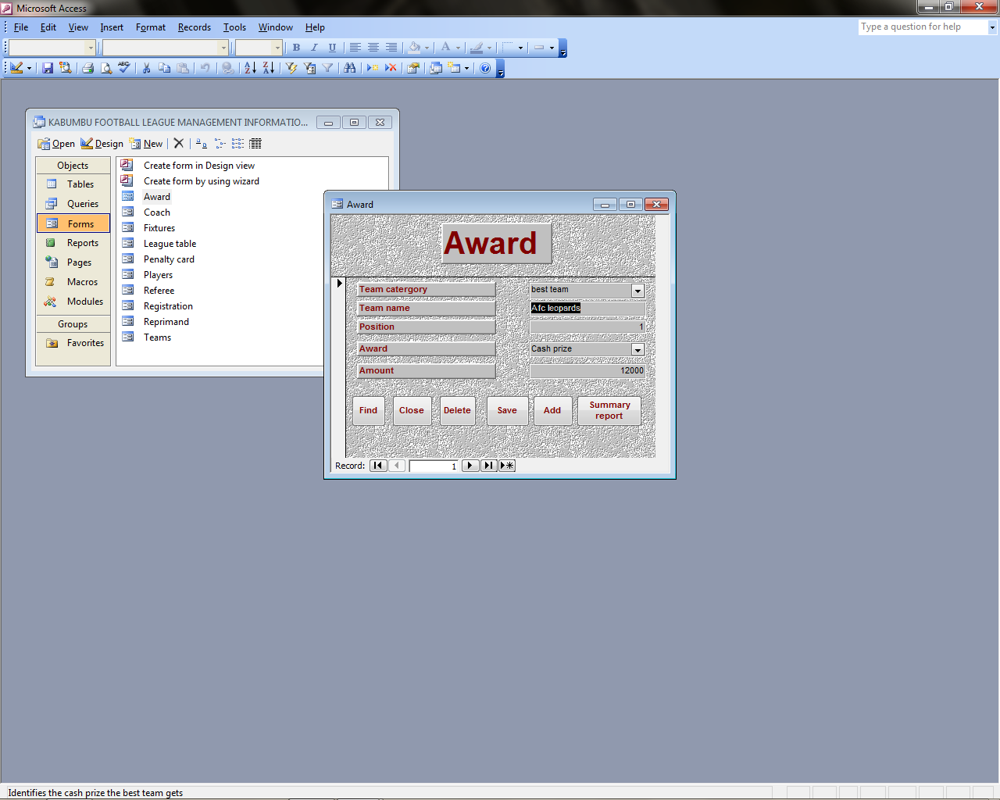 Microsoft Access
File Edit View Insert Format Records Tools Window Help
Type a question for help
B I U A
ABC
A Z Z A
KABUMBU FOOTBALL LEAGUE MANAGEMENT INFORMATIO...
Open Design New
Objects
Tables
Queries
Forms
Reports
Pages
Macros
Modules
Groups
Favorites
Create form in Design view
Create form by using wizard
Award
Coach
Fixtures
League table
Penalty card
Players
Referee
Registration
Reprimand
Teams
Award
Award
Team catergory best team
Team name Afc leopards
Position 1
Award Cash prize
Amount 12000
Find Close Delete Save Add Summary report
Record: 1
Identifies the cash prize the best team gets